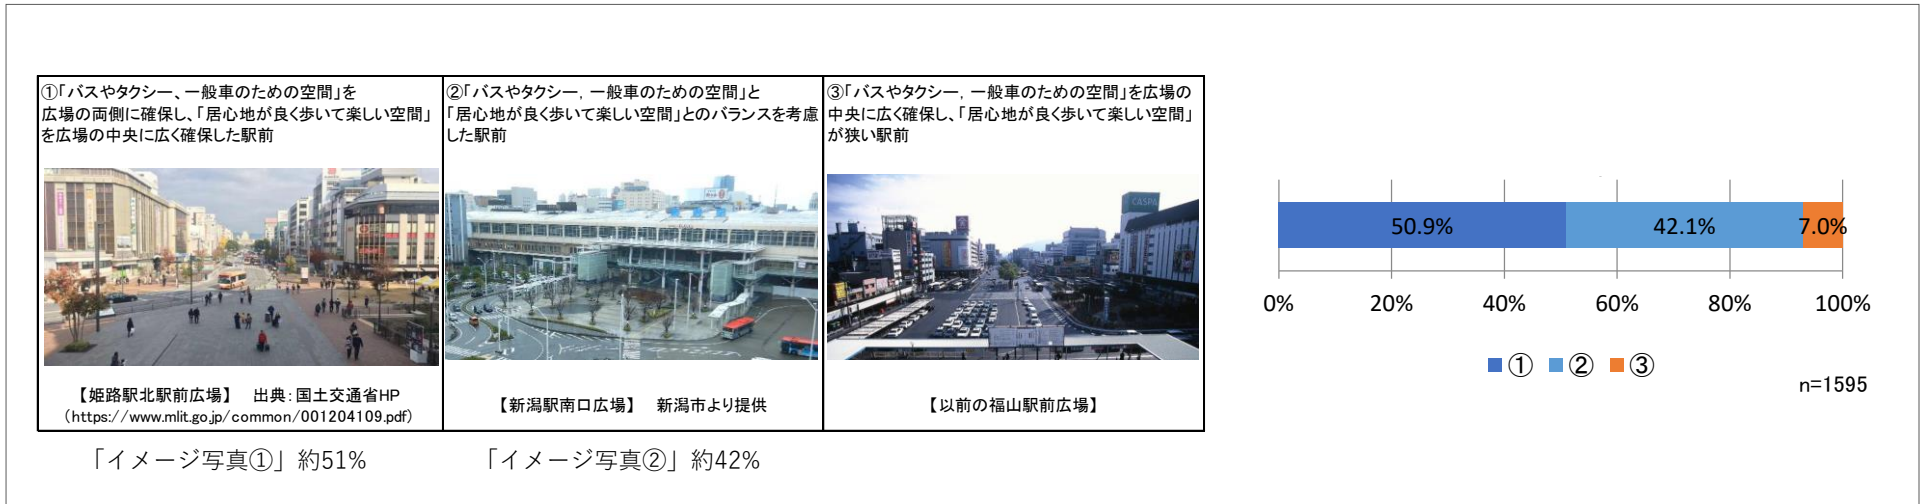 ①「バスやタクシー、一般車のための空間」を
広場の両側に確保し、「居心地が良く歩いて楽しい空間」
を広場の中央に広く確保した駅前
【姫路駅北駅前広場】　出典：国土交通省HP
（https://www.mlit.go.jp/common/001204109.pdf）
②「バスやタクシー，一般車のための空間」と
「居心地が良く歩いて楽しい空間」とのバランスを考慮
した駅前
【新潟駅南口広場】　新潟市より提供
③「バスやタクシー，一般車のための空間」を広場の
中央に広く確保し、「居心地が良く歩いて楽しい空間」
が狭い駅前
CASPA
【以前の福山駅前広場】
「イメージ写真①」約51%
「イメージ写真②」約42%
50.9% 42.1% 7.0%
0% 20% 40% 60% 80% 100%
① ② ③
n=1595